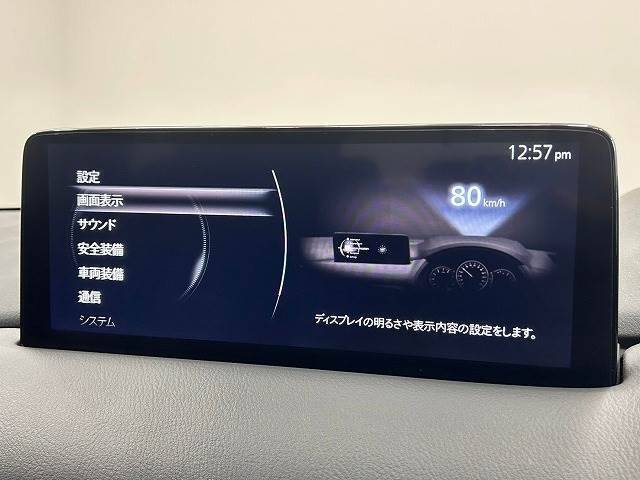 12:57 pm
設定
画面表示
サウンド
安全装備
車両装備
通信
システム
80 km/h
ディスプレイの明るさや表示内容の設定をします。